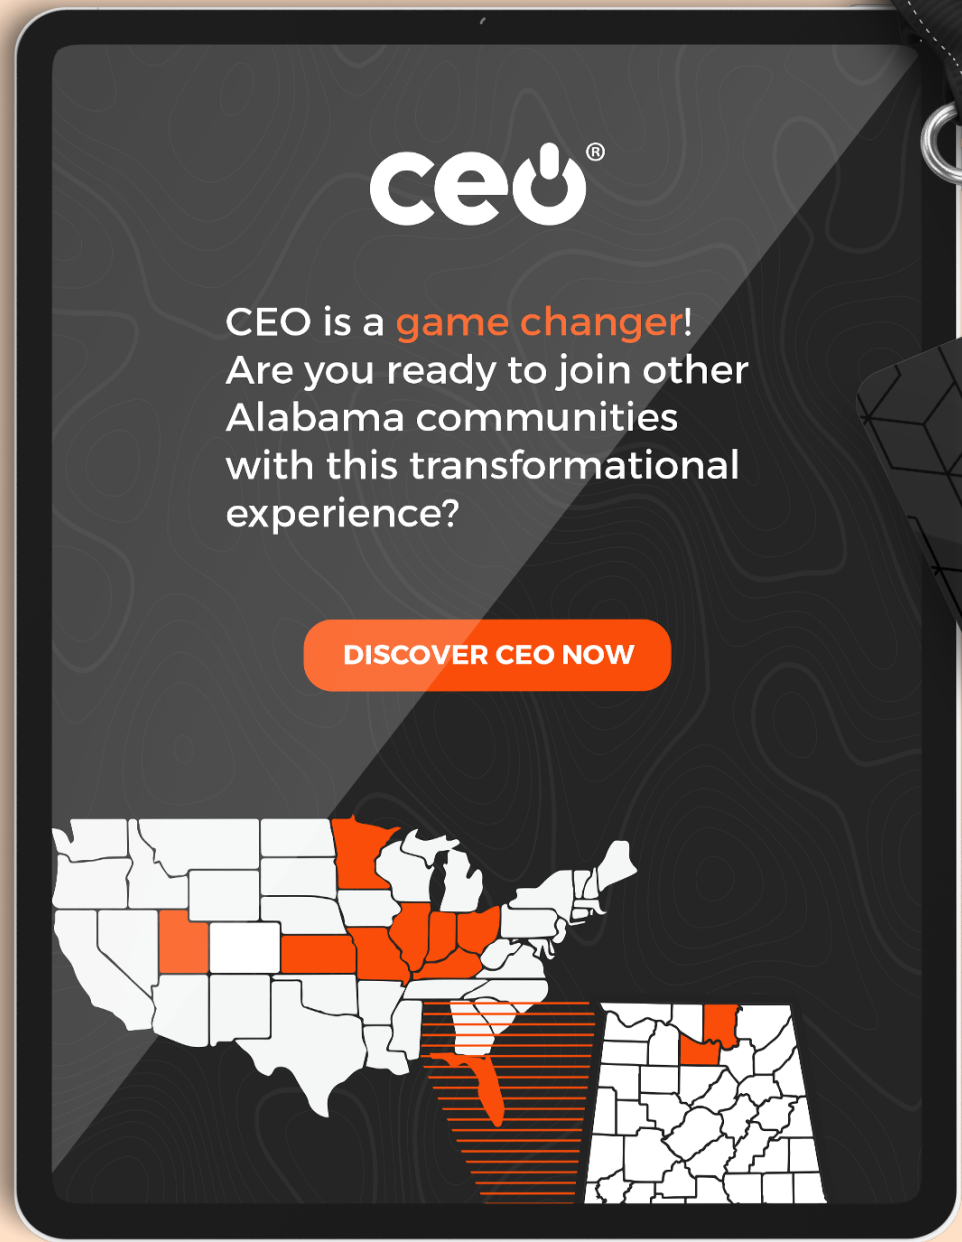 ceo®
CEO is a game changer!
Are you ready to join other
Alabama communities
with this transformational
experience?
DISCOVER CEO NOW